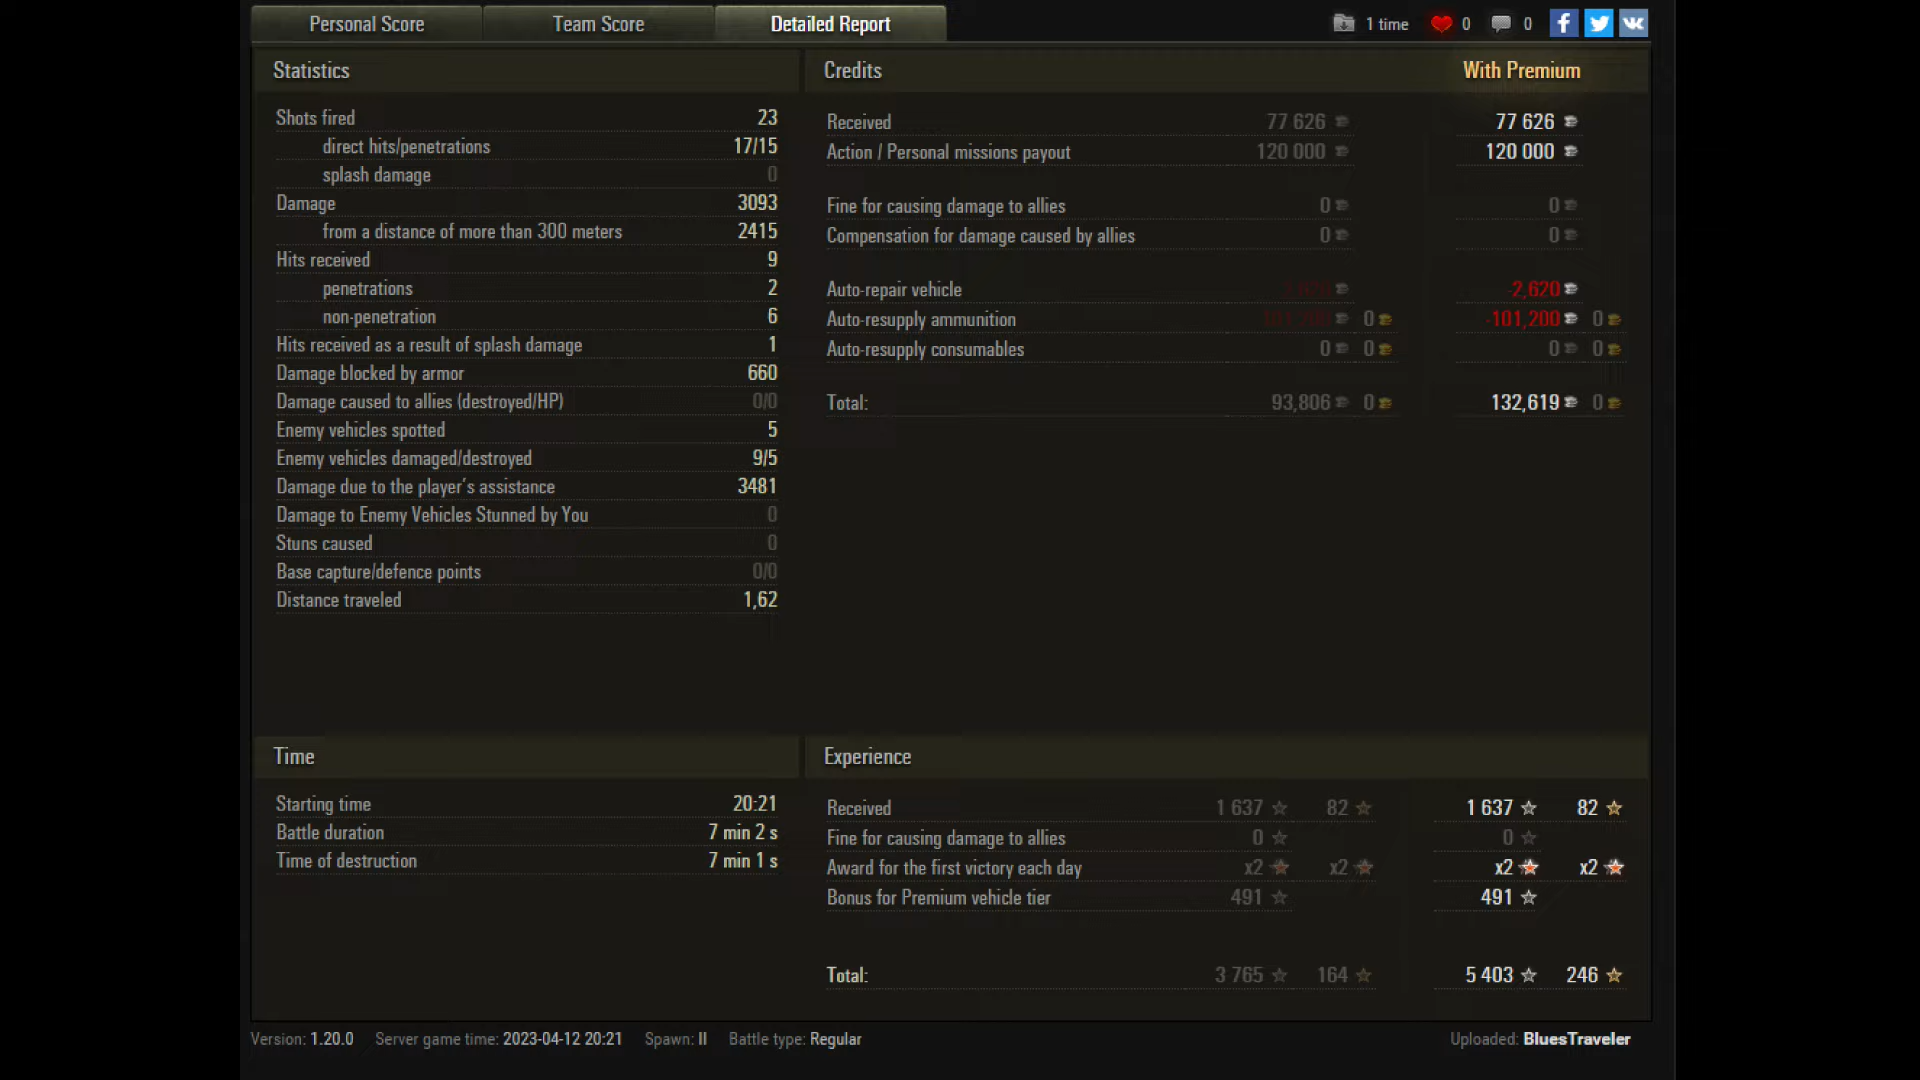 Personal Score Team Score Detailed Report 1 time 0 0
Statistics
Shots fired 23
direct hits/penetrations 17/15
splash damage 0
Damage 3093
from a distance of more than 300 meters 2415
Hits received 9
penetrations 2
non-penetration 6
Hits received as a result of splash damage 1
Damage blocked by armor 660
Damage caused to allies (destroyed/HP) 0/0
Enemy vehicles spotted 5
Enemy vehicles damaged/destroyed 9/5
Damage due to the player's assistance 3481
Damage to Enemy Vehicles Stunned by You 0
Stuns caused 0
Base capture/defence points 0/0
Distance traveled 1,62
Credits With Premium
Received 77 626 77 626
Action / Personal missions payout 120 000 120 000
Fine for causing damage to allies 0 0
Compensation for damage caused by allies 0 0
Auto-repair vehicle -2,620
Auto-resupply ammunition 0 -101,200 0
Auto-resupply consumables 0 0 0 0
Total: 93,806 0 132,619 0
Time
Starting time 20:21
Battle duration 7 min 2 s
Time of destruction 7 min 1 s
Experience
Received 1 637 82 1 637 82
Fine for causing damage to allies 0 0
Award for the first victory each day x2 x2 x2 x2
Bonus for Premium vehicle tier 491 491
Total: 3 765 164 5 403 246
Version: 1.20.0 Server game time: 2023-04-12 20:21 Spawn: II Battle type: Regular Uploaded: BluesTraveler